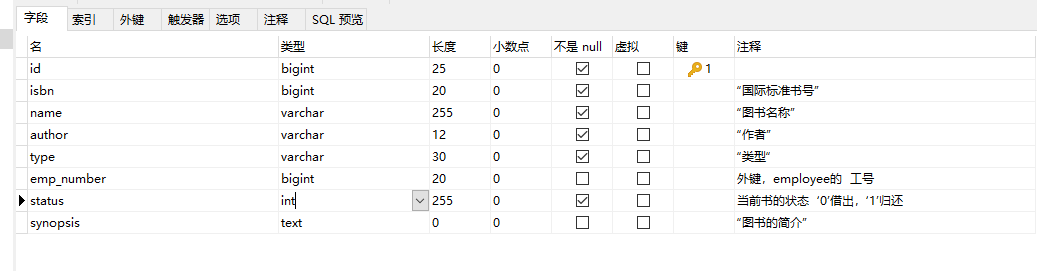 字段 索引 外键 触发器 选项 注释 SQL 预览
名 类型 长度 小数点 不是 null 虚拟 键 注释
id bigint 25 0 1
isbn bigint 20 0 “国际标准书号”
name varchar 255 0 “图书名称”
author varchar 12 0 “作者”
type varchar 30 0 “类型”
emp_number bigint 20 0 外键，employee的 工号
status int 255 0 当前书的状态 ‘0’借出，‘1’归还
synopsis text 0 0 “图书的简介”